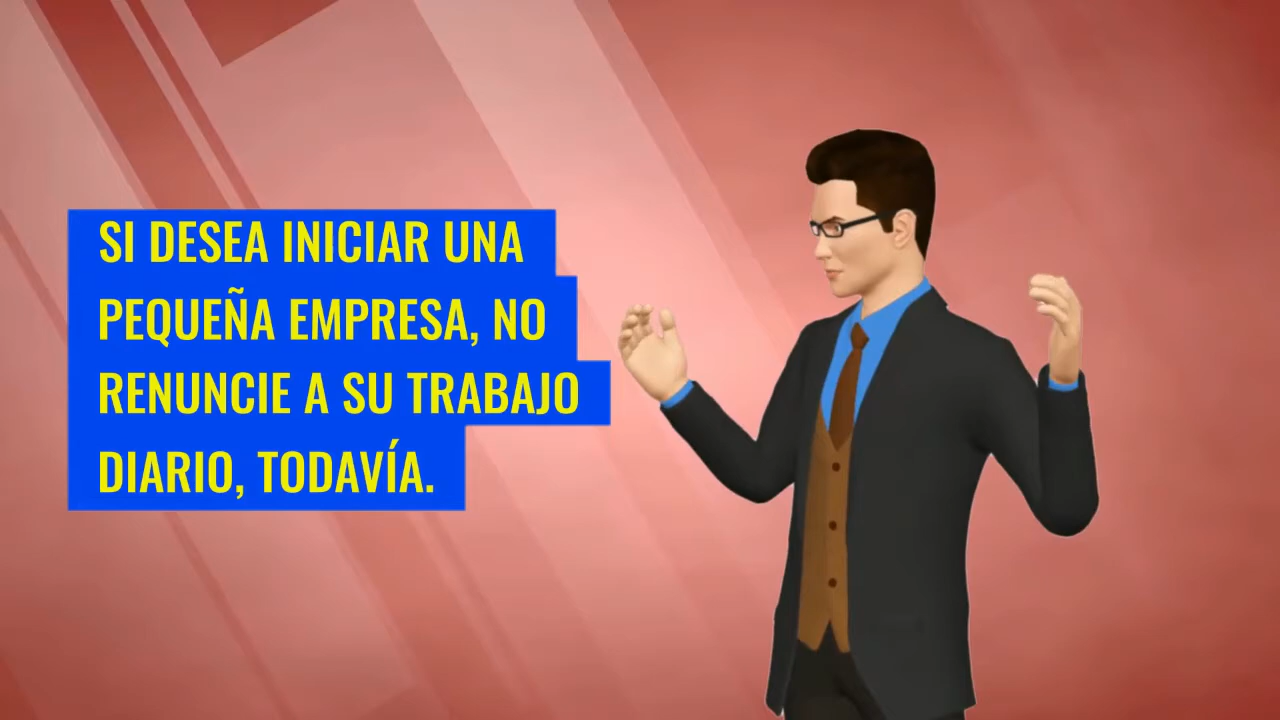 SI DESEA INICIAR UNA
PEQUEÑA EMPRESA, NO
RENUNCIE A SU TRABAJO
DIARIO, TODAVÍA.